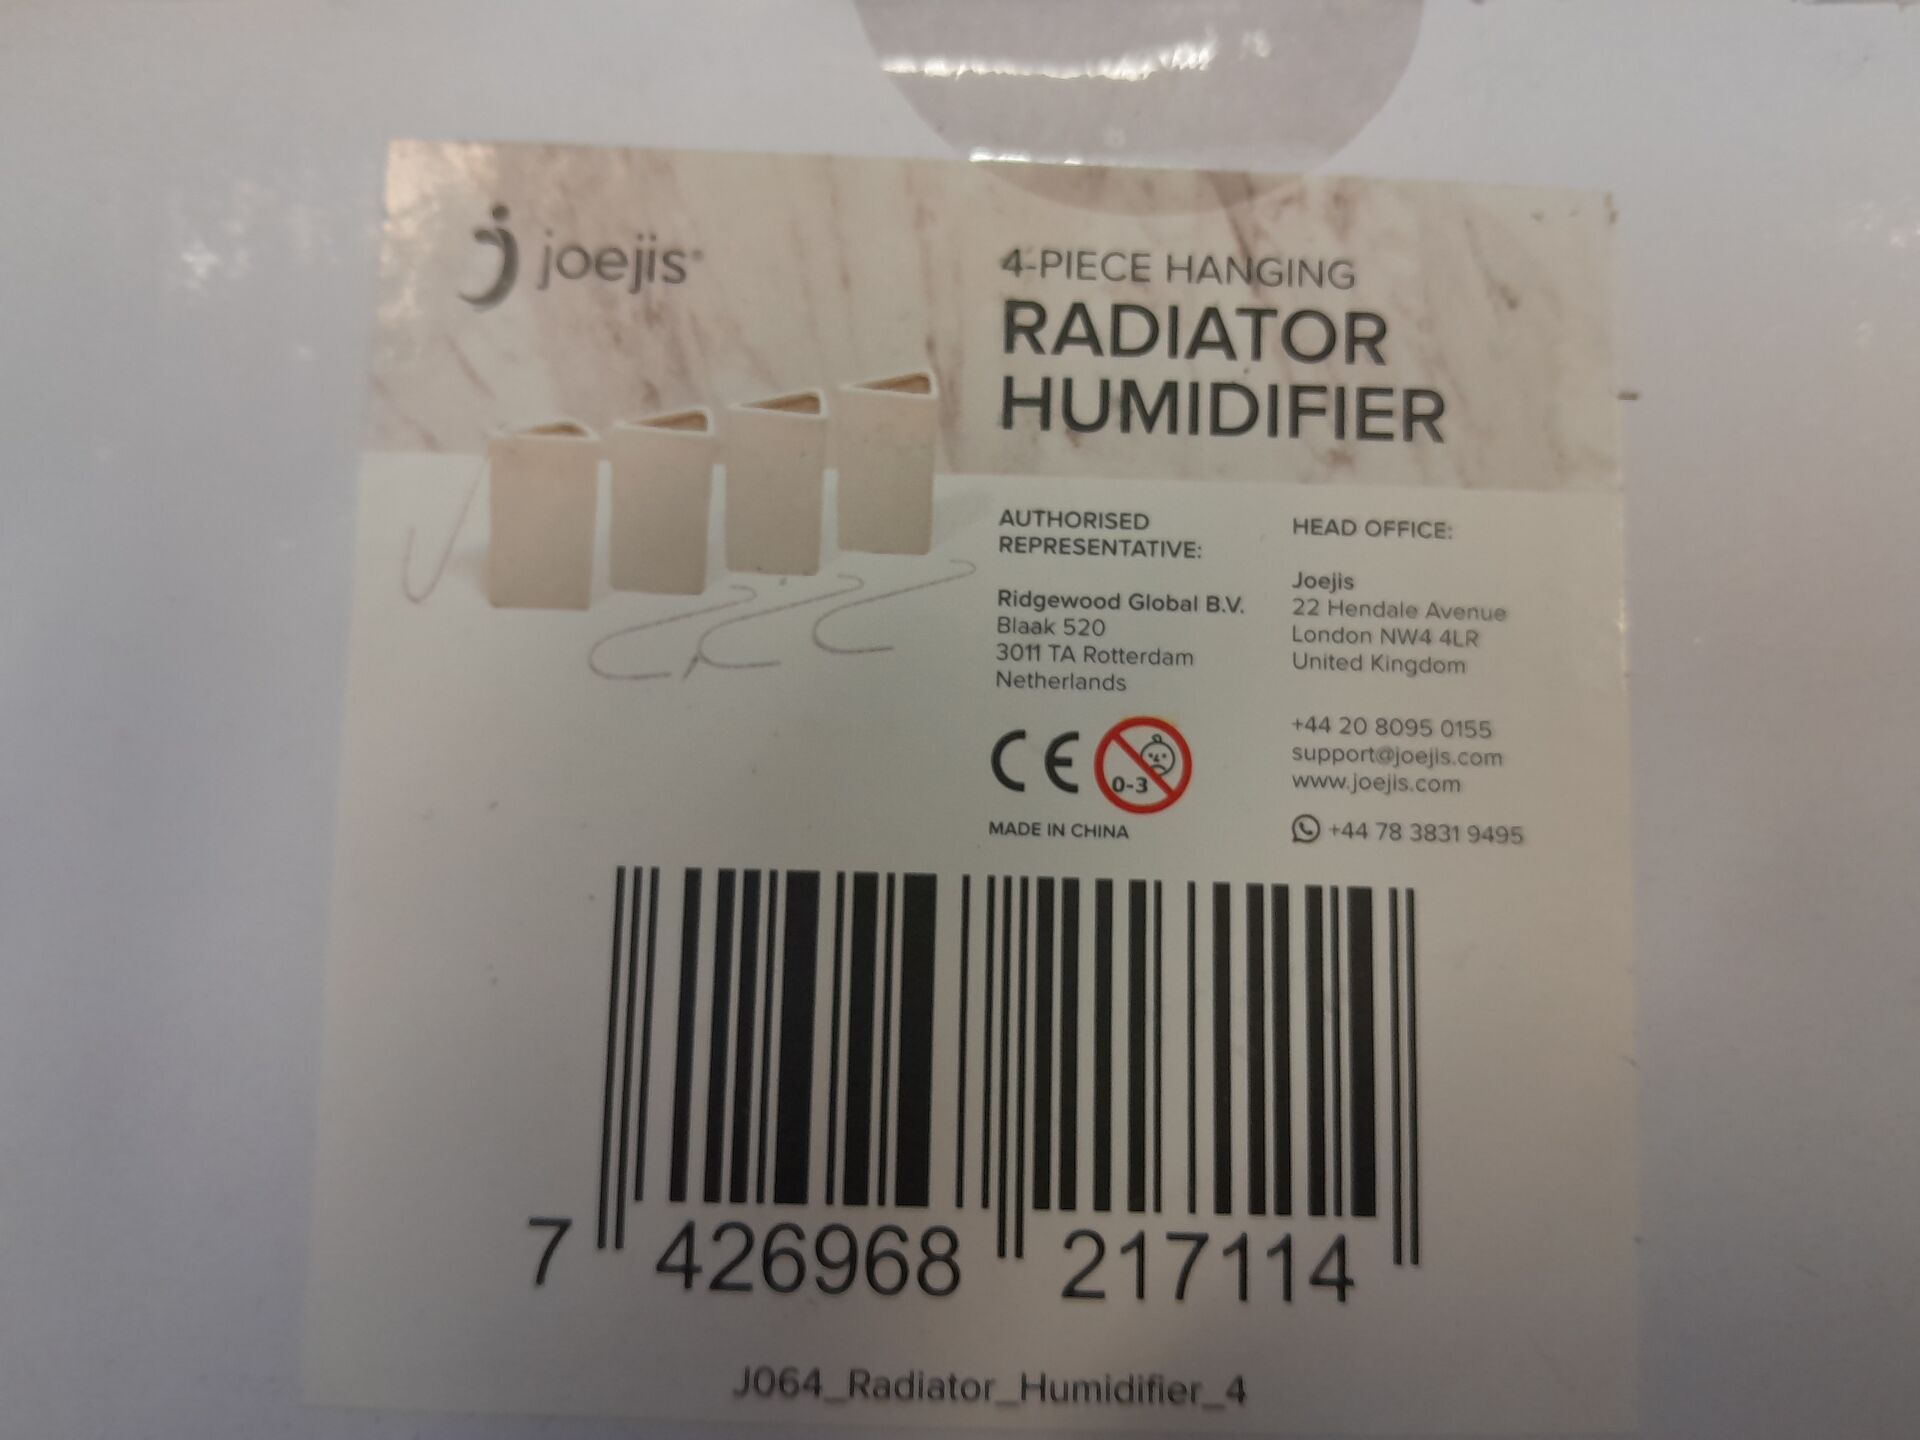 joejis®
4-PIECE HANGING
RADIATOR
HUMIDIFIER
AUTHORISED
REPRESENTATIVE:
Ridgewood Global B.V.
Blaak 520
3011 TA Rotterdam
Netherlands
HEAD OFFICE:
Joejis
22 Hendale Avenue
London NW4 4LR
United Kingdom
+44 20 8095 0155
support@joejis.com
www.joejis.com
+44 78 3831 9495
CE
0-3
MADE IN CHINA
7 426968 217114
J064_Radiator_Humidifier_4